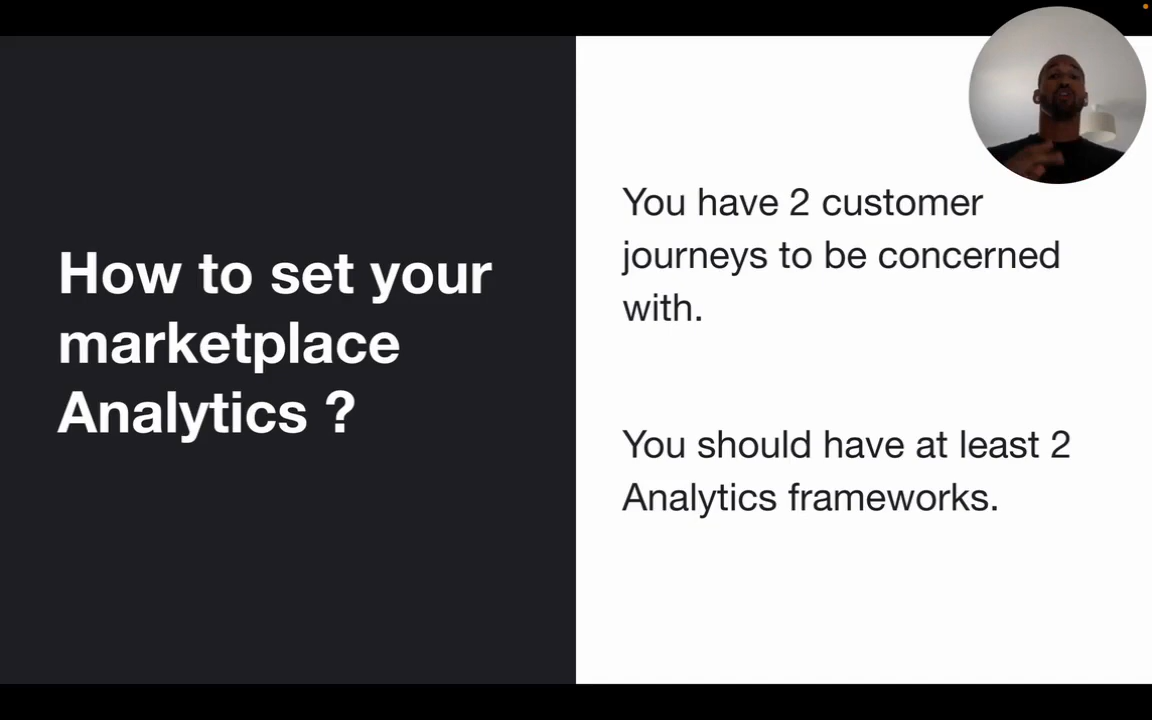 How to set your
marketplace
Analytics ?
You have 2 customer
journeys to be concerned
with.
You should have at least 2
Analytics frameworks.